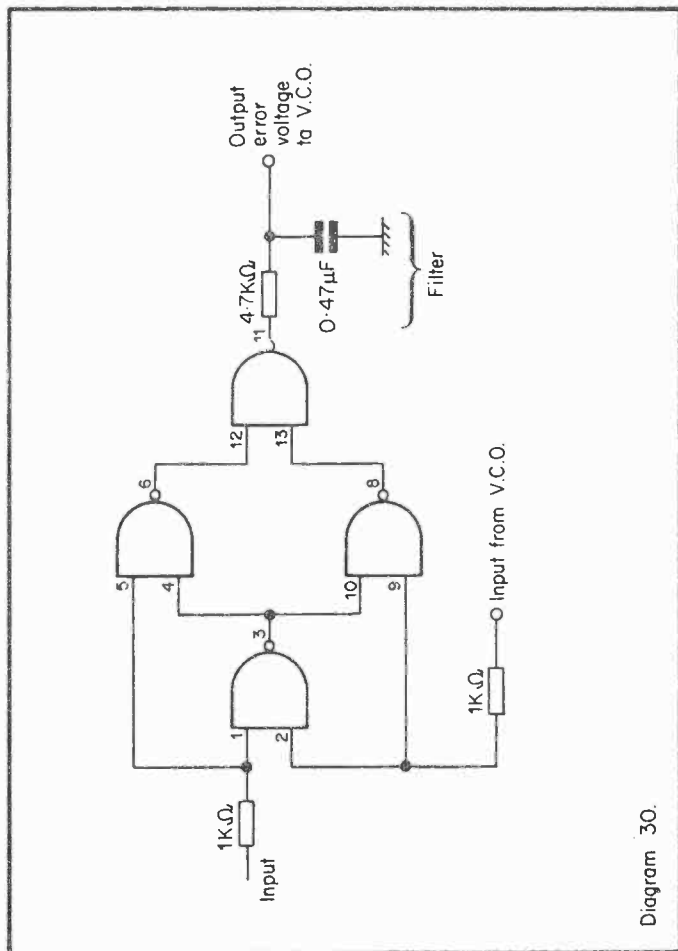 Input
1KΩ
1
2
3
5
4
10
9
6
8
12
13
11
4·7KΩ
0·47µF
Output
error
voltage
to V.C.O.
Filter
1KΩ
Input from V.C.O.
Diagram 30.